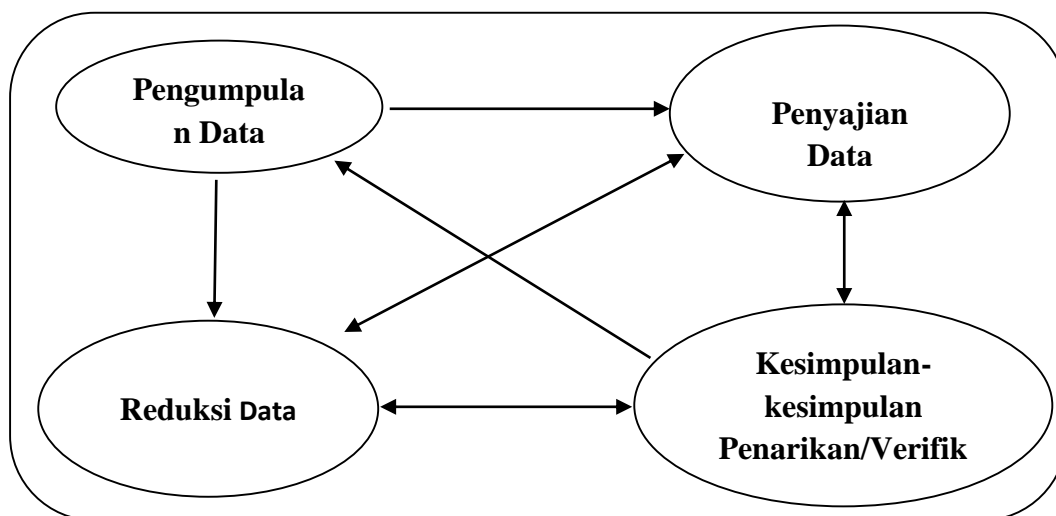 Pengumpula
n Data
Penyajian
Data
Reduksi Data
Kesimpulan-
kesimpulan
Penarikan/Verifik